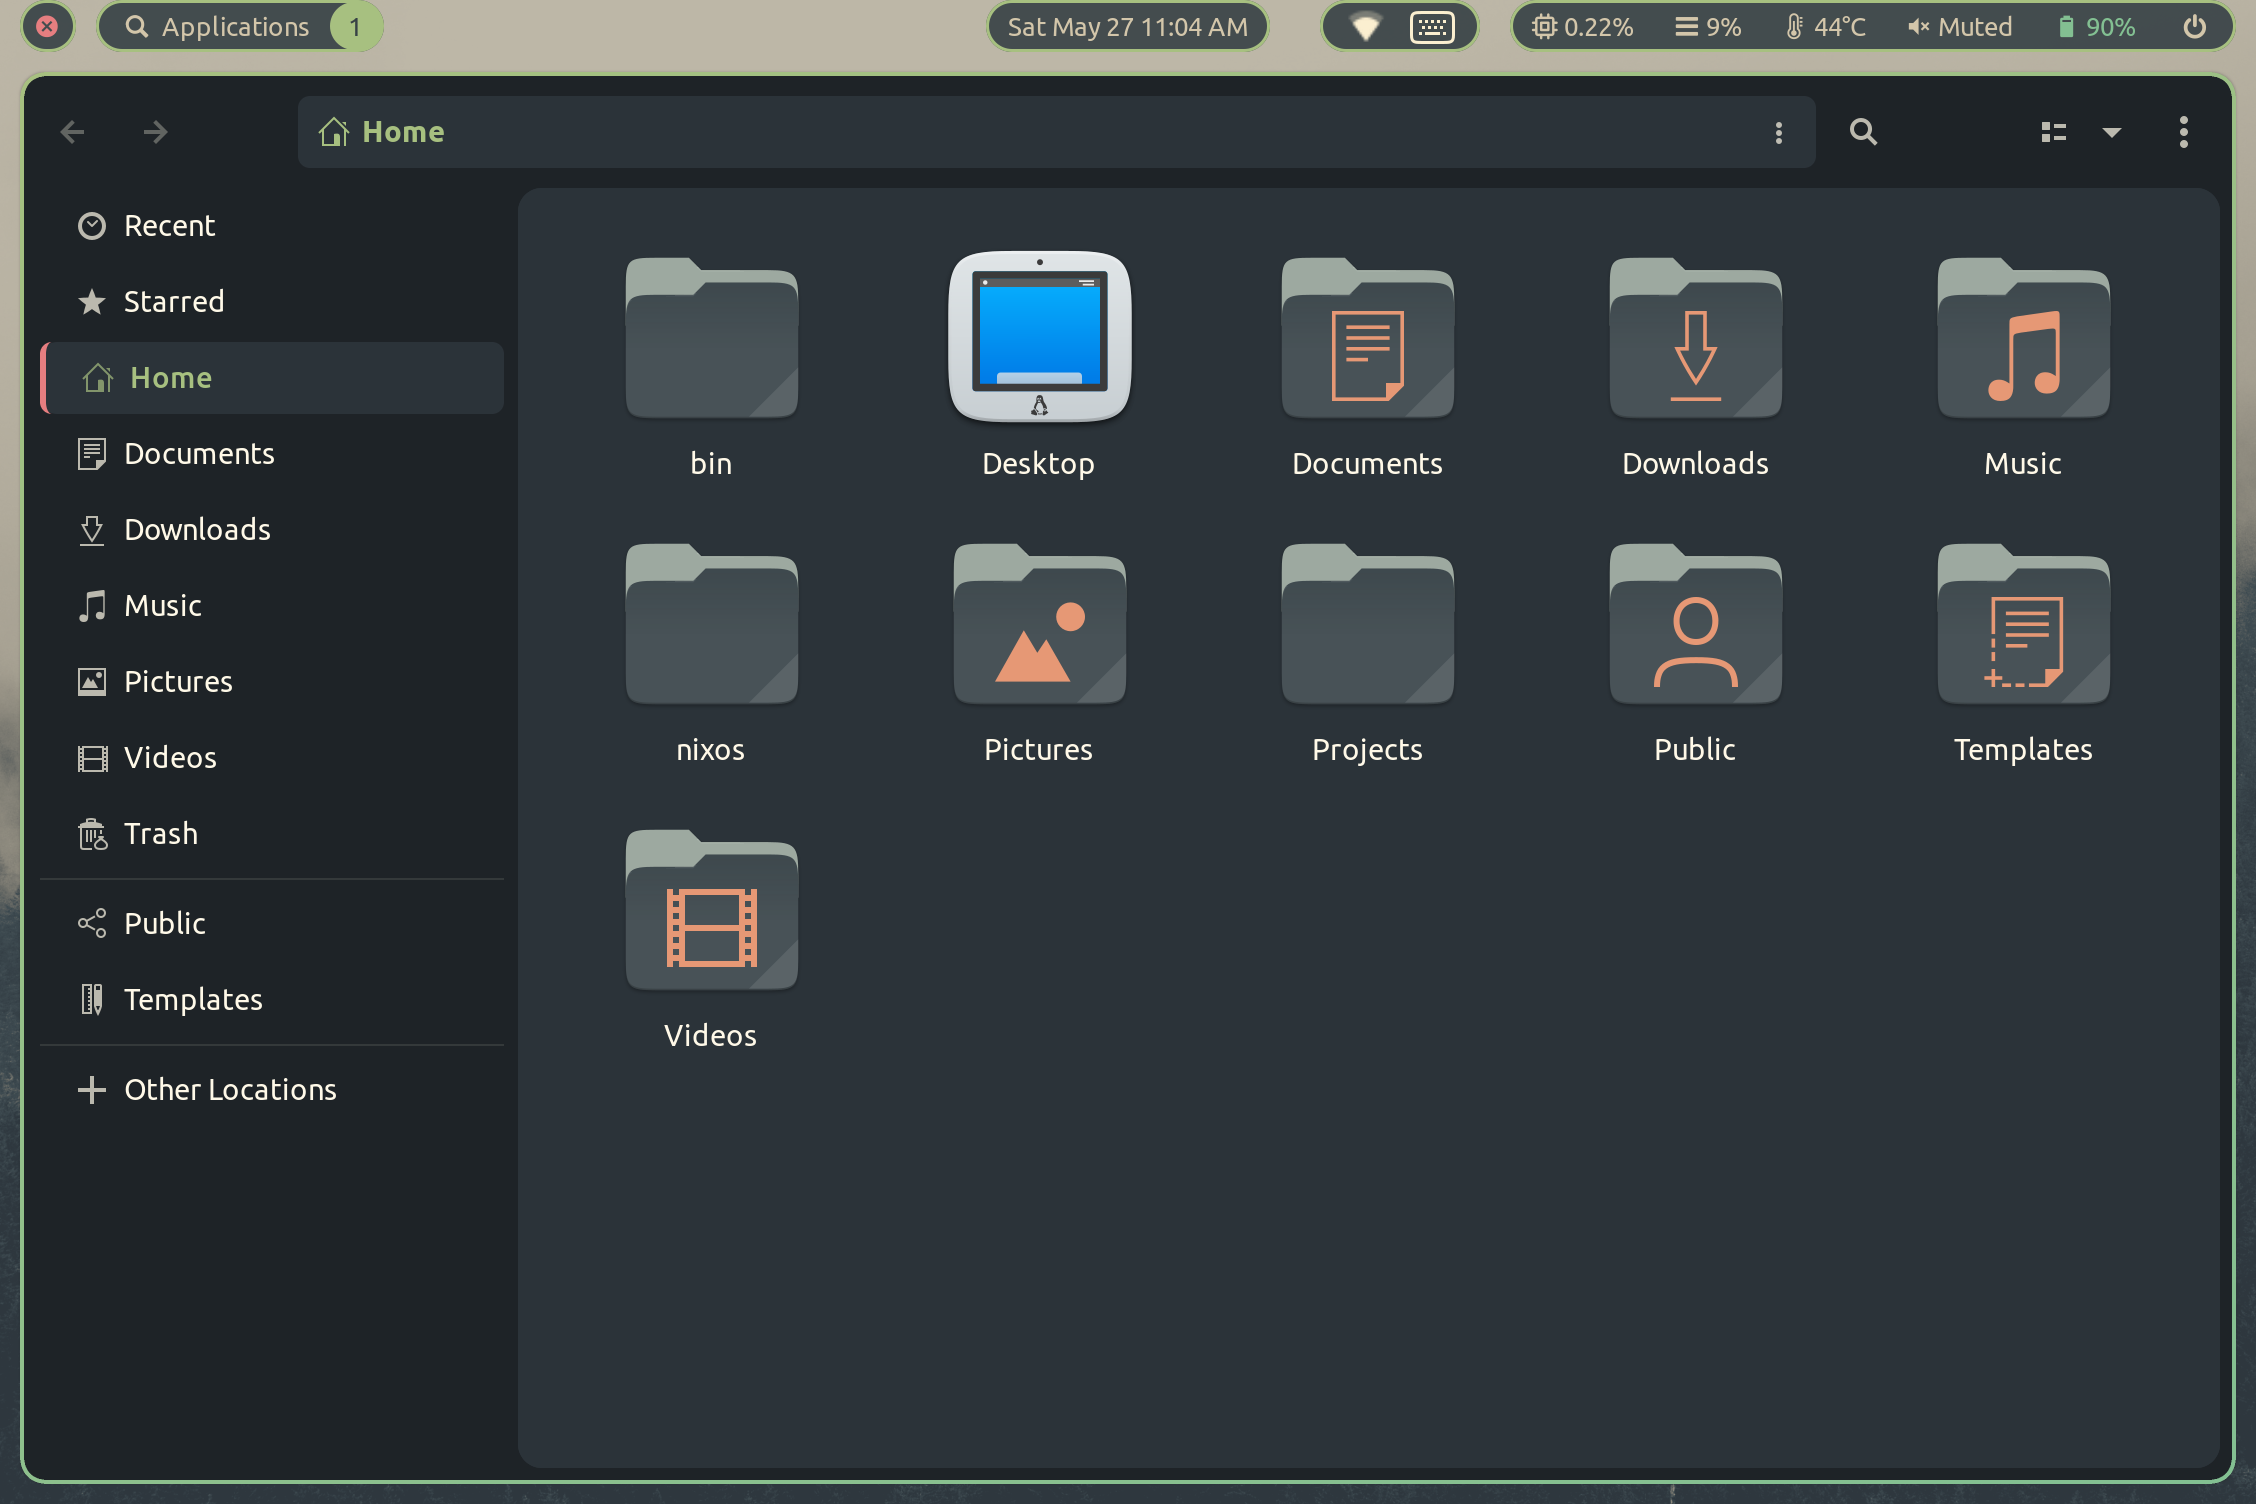 Applications 1 Sat May 27 11:04 AM 0.22% 9% 44°C Muted 90%
Home
Recent
Starred
Home
Documents
Downloads
Music
Pictures
Videos
Trash
Public
Templates
Other Locations
bin Desktop Documents Downloads Music
nixos Pictures Projects Public Templates
Videos